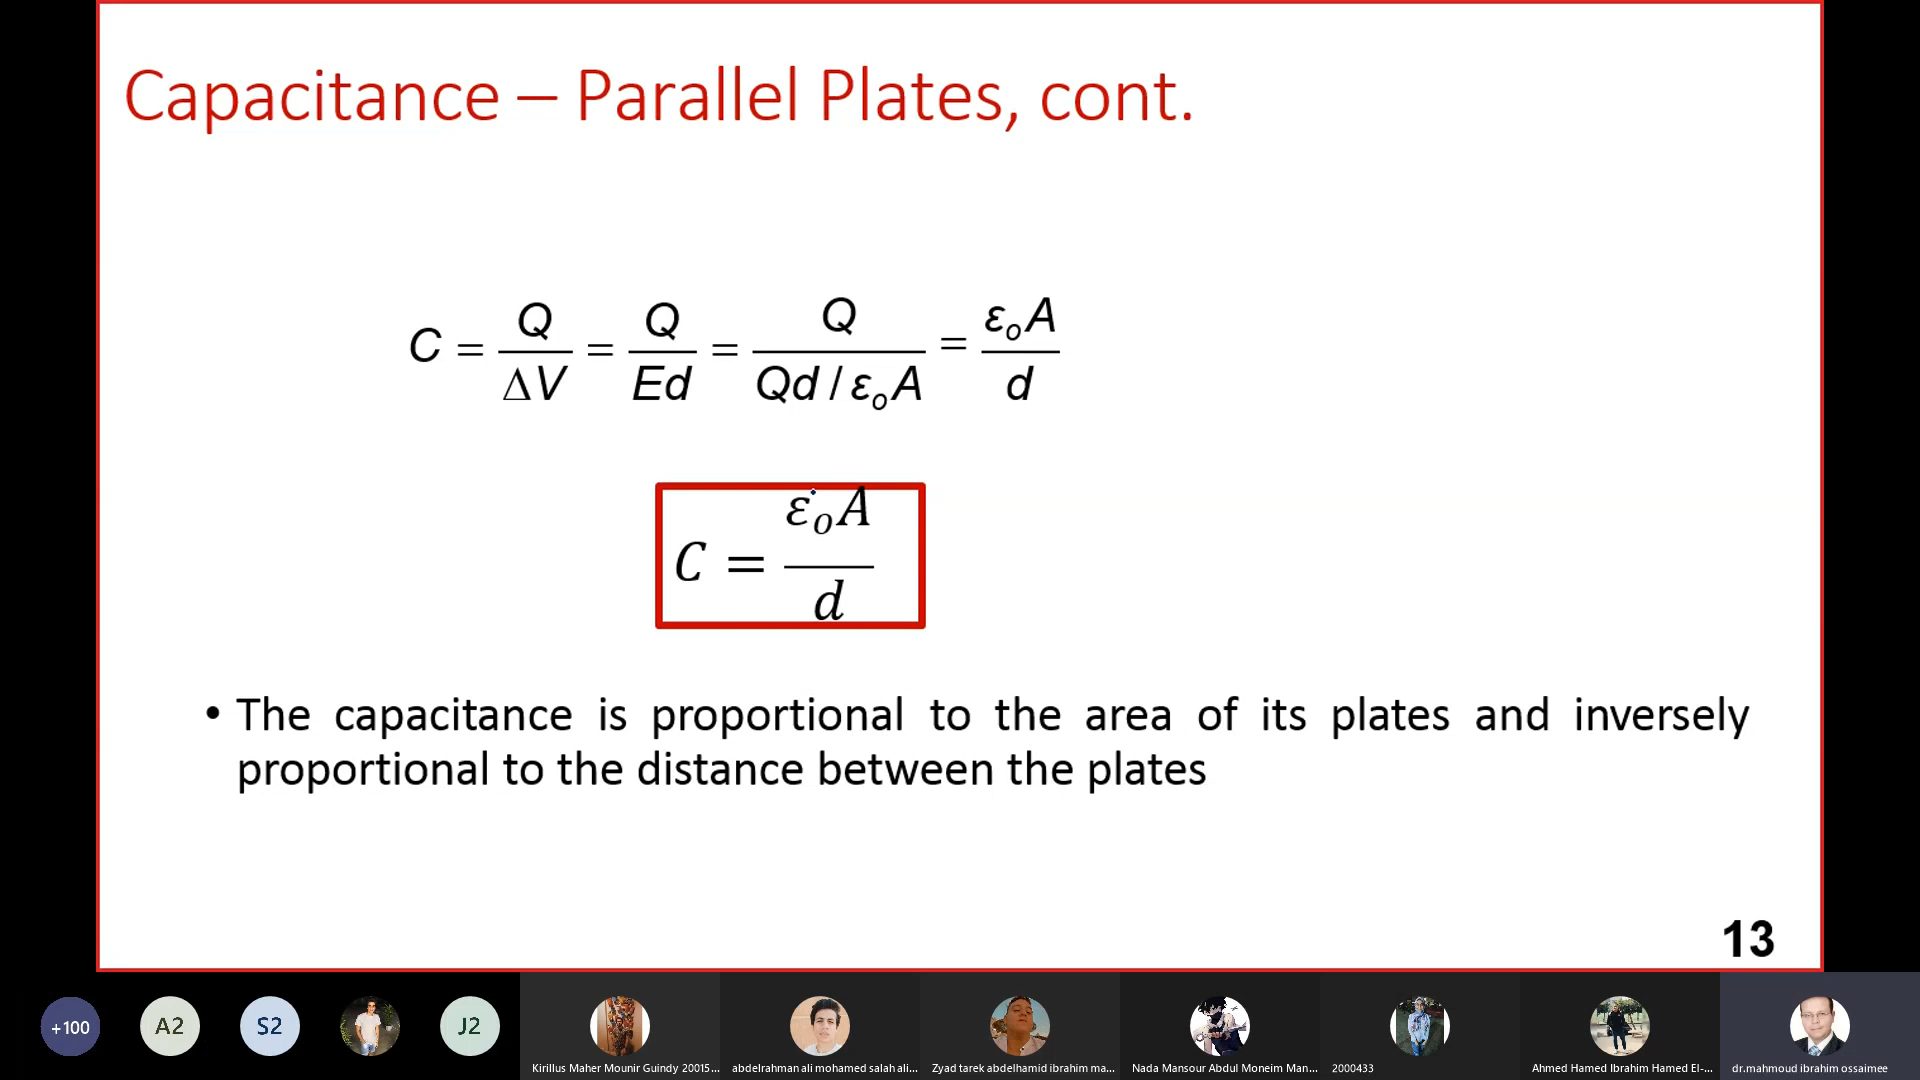 Capacitance – Parallel Plates, cont.
C = Q / ΔV = Q / Ed = Q / (Qd / εₒA) = εₒA / d
C = εₒA / d
• The capacitance is proportional to the area of its plates and inversely
proportional to the distance between the plates
13
+100
A2
S2
J2
Kirillus Maher Mounir Guindy 20015...
abdelrahman ali mohamed salah ali...
Zyad tarek abdelhamid ibrahim ma...
Nada Mansour Abdul Moneim Man...
2000433
Ahmed Hamed Ibrahim Hamed El-...
dr.mahmoud ibrahim ossaimee